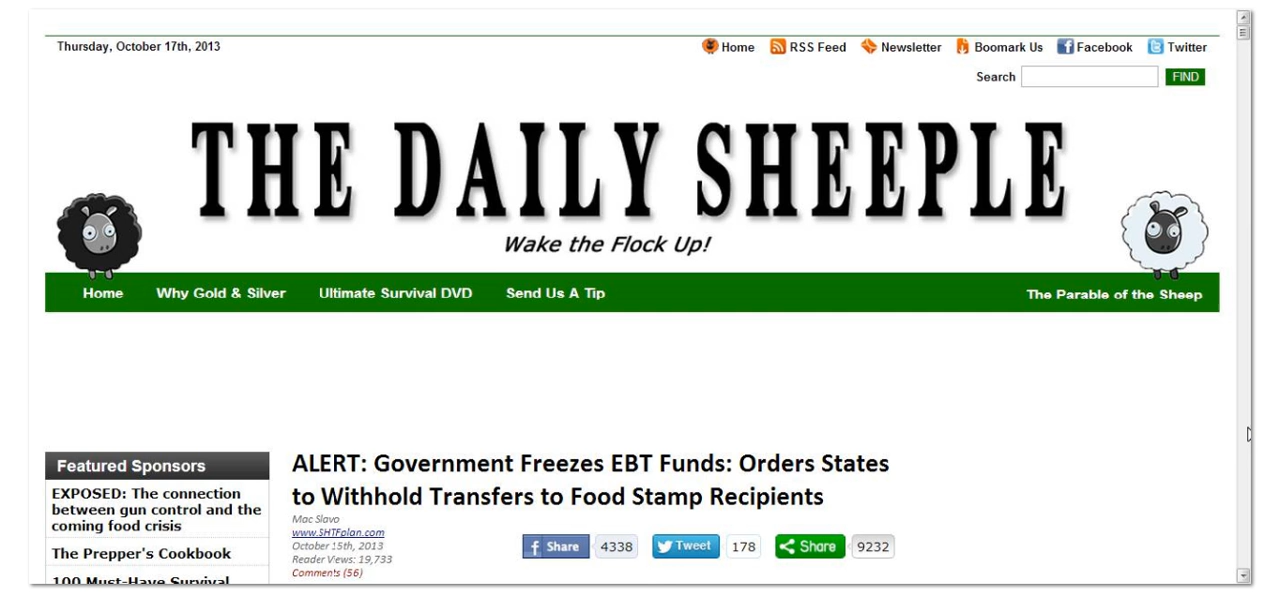 Thursday, October 17th, 2013 Home RSS Feed Newsletter Boomark Us Facebook Twitter
Search FIND
THE DAILY SHEEPLE
Wake the Flock Up!
Home Why Gold & Silver Ultimate Survival DVD Send Us A Tip The Parable of the Sheep
Featured Sponsors
EXPOSED: The connection
between gun control and the
coming food crisis
The Prepper's Cookbook
100 Must-Have Survival
ALERT: Government Freezes EBT Funds: Orders States
to Withhold Transfers to Food Stamp Recipients
Mac Slavo
www.SHTFplan.com
October 15th, 2013
Reader Views: 19,733
Comments (56)
Share 4338 Tweet 178 Share 9232